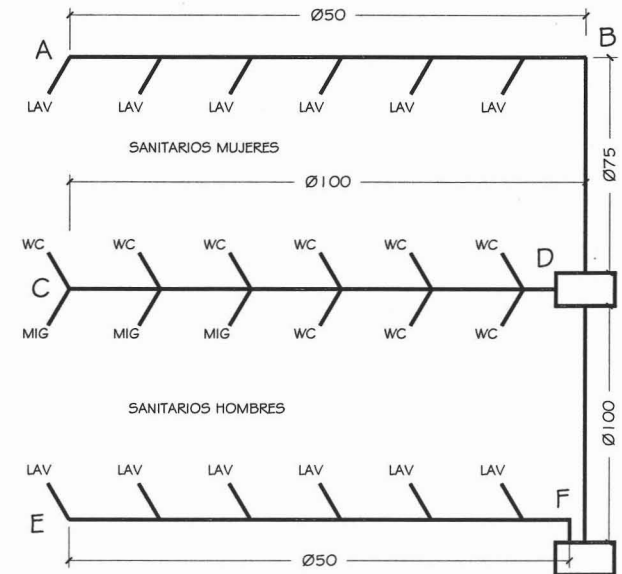 Ø50
A B
LAV LAV LAV LAV LAV LAV
SANITARIOS MUJERES
Ø75
Ø100
WC WC WC WC WC WC
C D
MIG MIG MIG WC WC WC
SANITARIOS HOMBRES
Ø100
LAV LAV LAV LAV LAV LAV
E F
Ø50